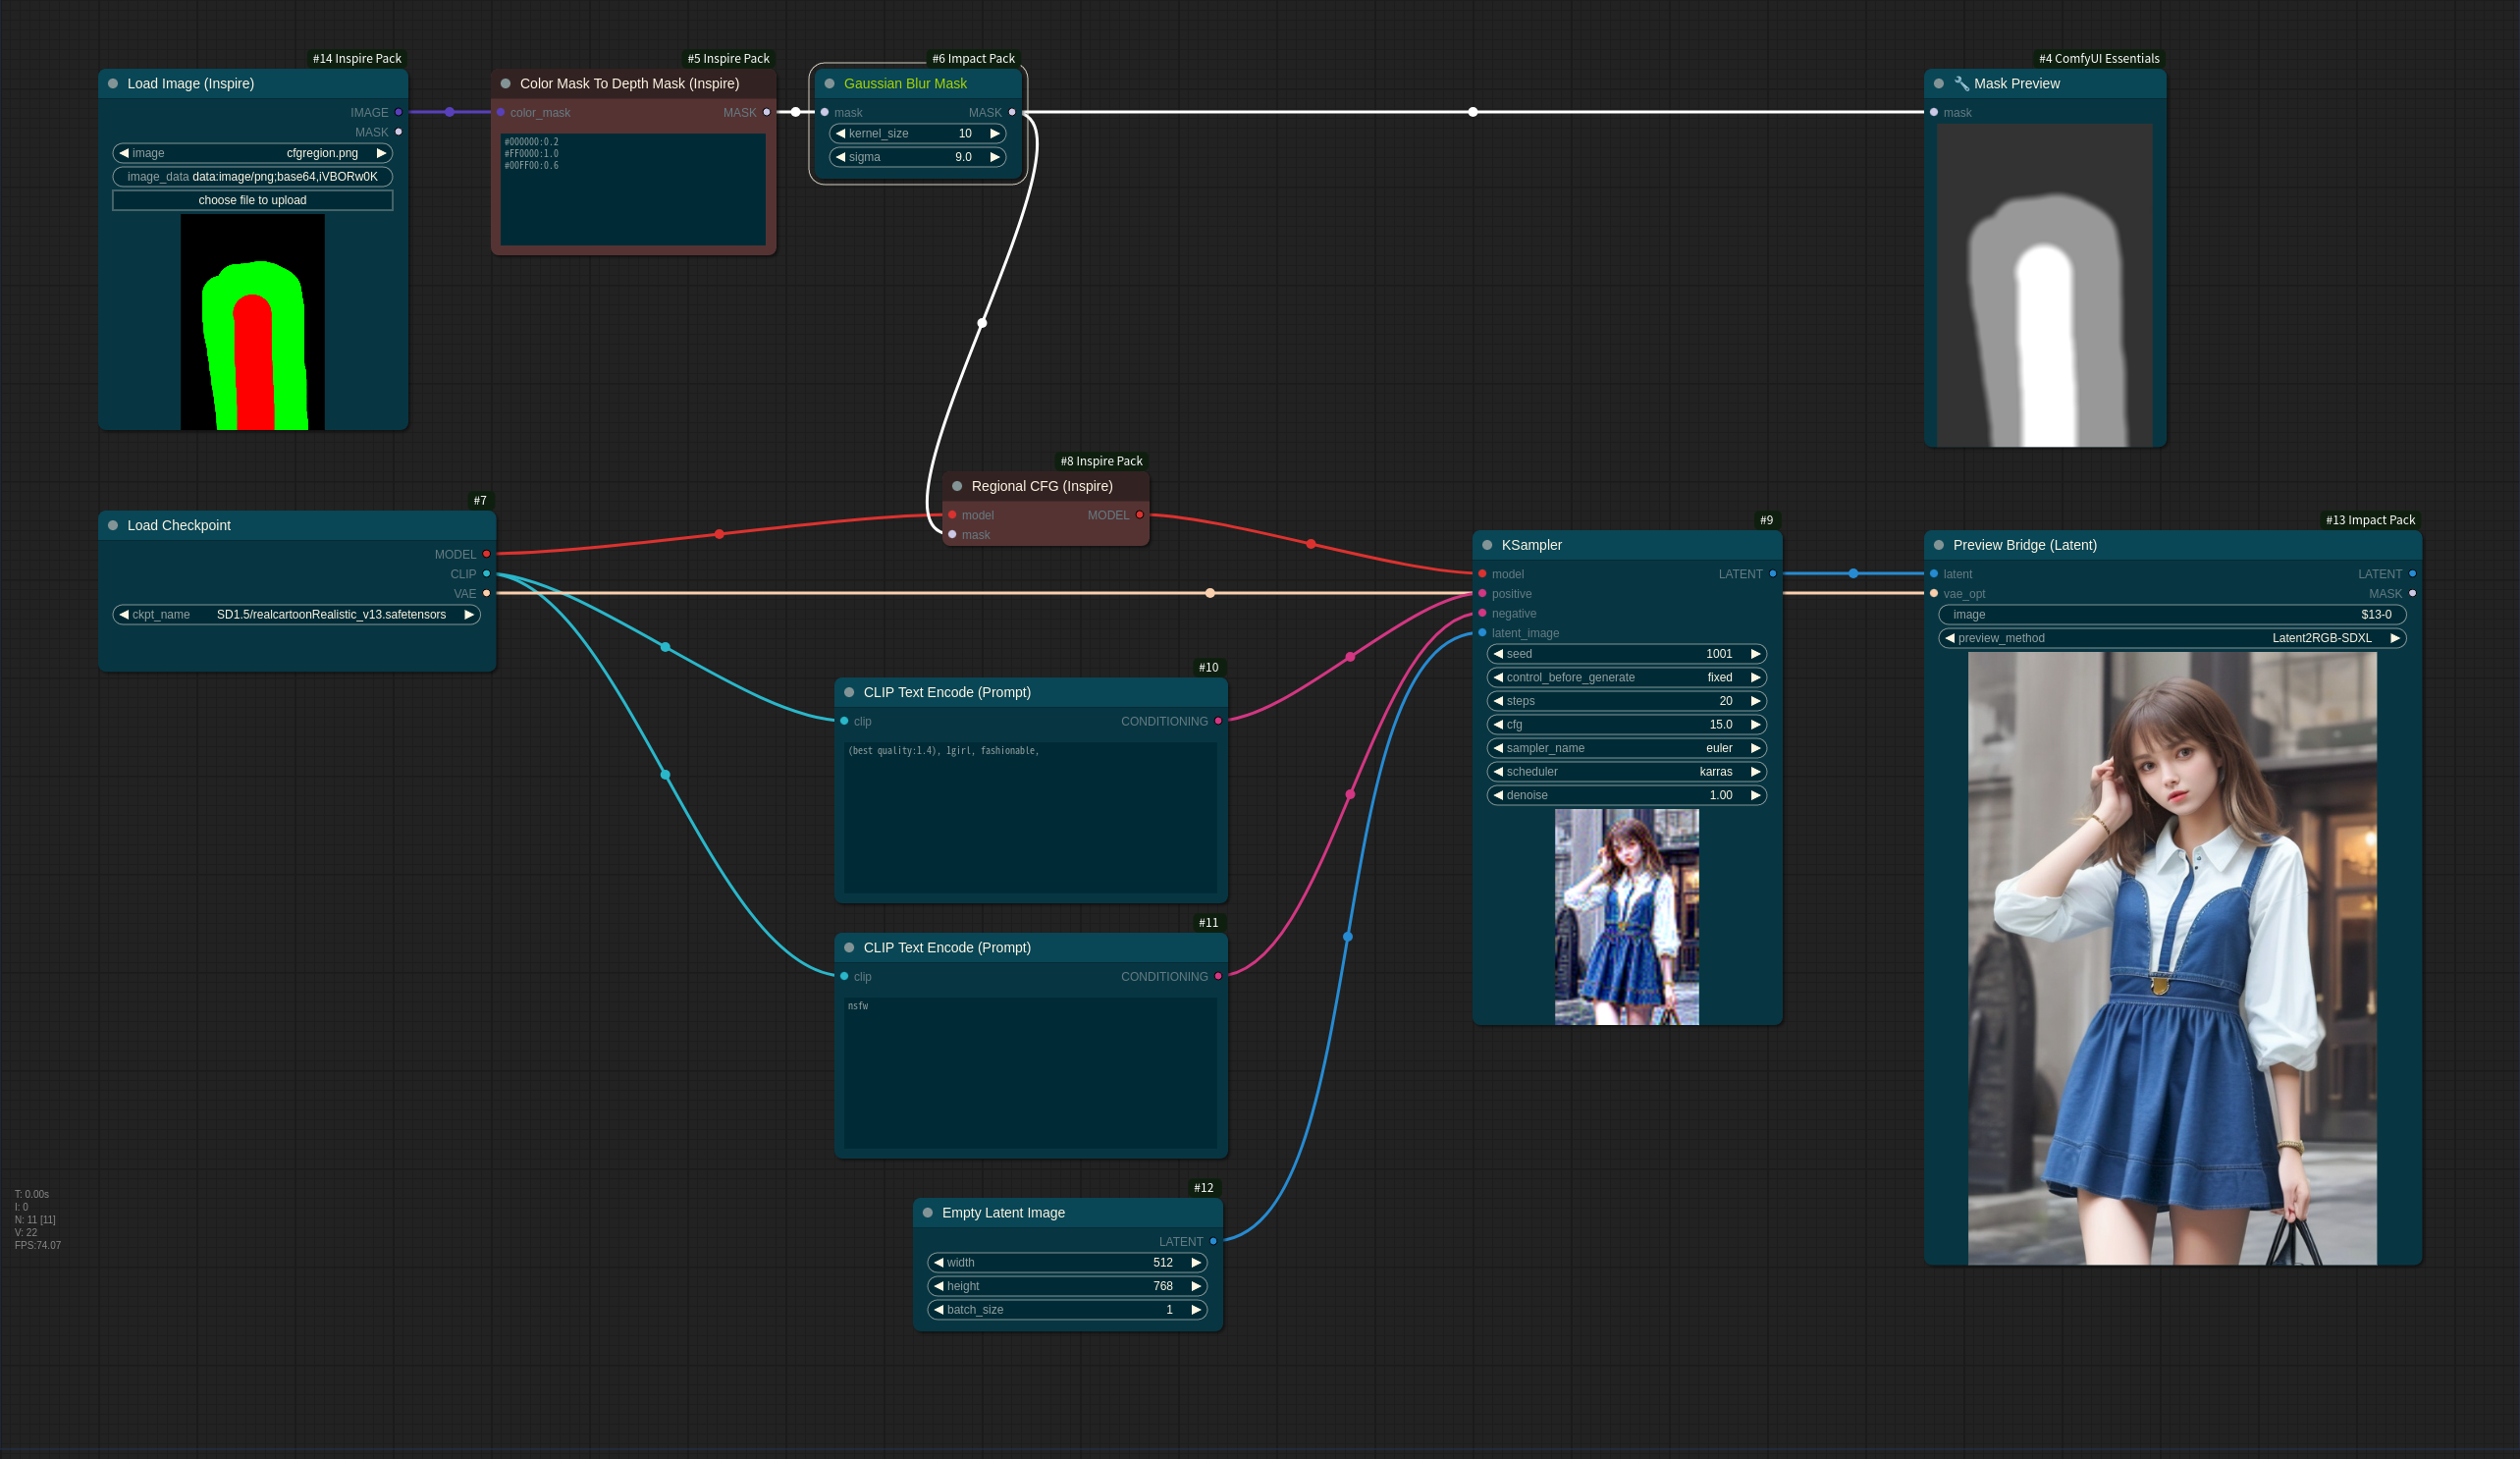 #14 Inspire Pack
Load Image (Inspire)
IMAGE
MASK
image cfgregion.png
image_data data:image/png;base64,iVBORw0K
choose file to upload
#5 Inspire Pack
Color Mask To Depth Mask (Inspire)
color_mask MASK
#000000:0.2
#FF0000:1.0
#00FF00:0.6
#6 Impact Pack
Gaussian Blur Mask
mask MASK
kernel_size 10
sigma 9.0
#4 ComfyUI Essentials
🔧 Mask Preview
mask
#8 Inspire Pack
Regional CFG (Inspire)
model MODEL
mask
#7
Load Checkpoint
MODEL
CLIP
VAE
ckpt_name SD1.5/realcartoonRealistic_v13.safetensors
#10
CLIP Text Encode (Prompt)
clip CONDITIONING
(best quality:1.4), 1girl, fashionable,
#11
CLIP Text Encode (Prompt)
clip CONDITIONING
nsfw
#12
Empty Latent Image
LATENT
width 512
height 768
batch_size 1
#9
KSampler
model LATENT
positive
negative
latent_image
seed 1001
control_before_generate fixed
steps 20
cfg 15.0
sampler_name euler
scheduler karras
denoise 1.00
#13 Impact Pack
Preview Bridge (Latent)
latent LATENT
vae_opt MASK
image $13-0
preview_method Latent2RGB-SDXL
T: 0.00s
I: 0
N: 11 [11]
V: 22
FPS:74.07